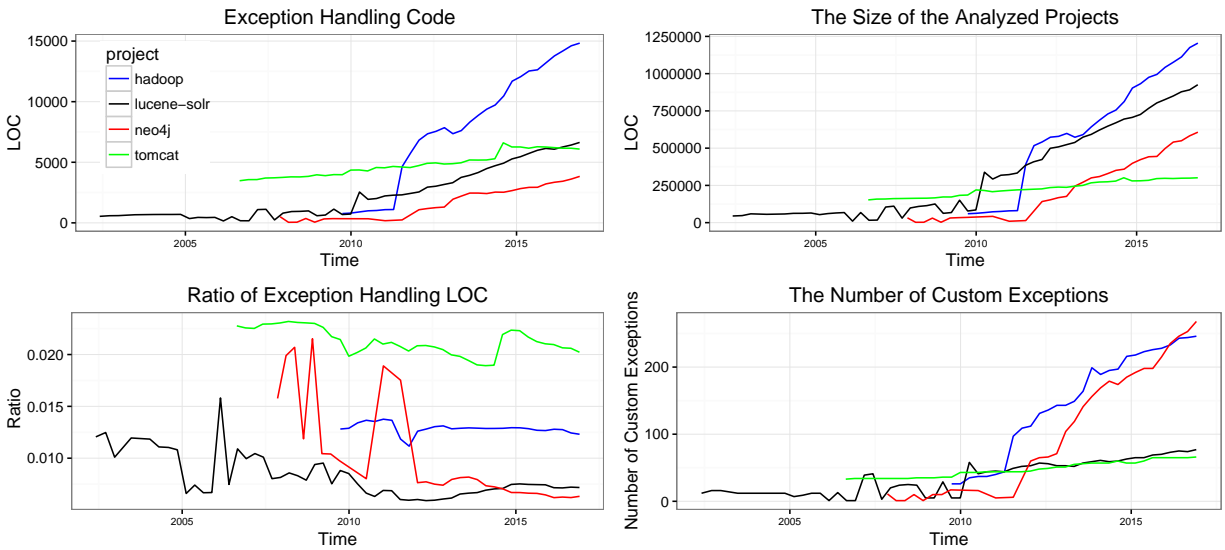 Exception Handling Code
LOC
15000
10000
5000
0
project
hadoop
lucene−solr
neo4j
tomcat
2005
2010
2015
Time
The Size of the Analyzed Projects
LOC
1250000
1000000
750000
500000
250000
0
2005
2010
2015
Time
Ratio of Exception Handling LOC
Ratio
0.020
0.015
0.010
2005
2010
2015
Time
The Number of Custom Exceptions
Number of Custom Exceptions
200
100
0
2005
2010
2015
Time